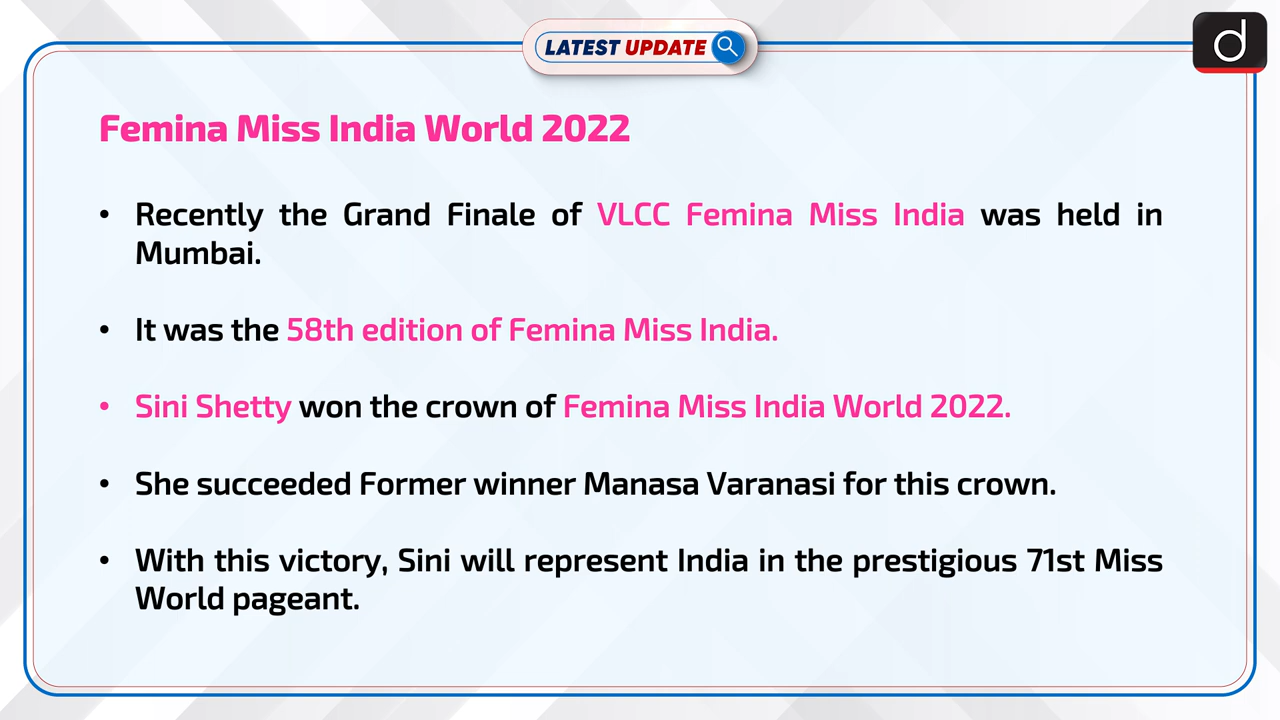 LATEST UPDATE
d
Femina Miss India World 2022
• Recently the Grand Finale of VLCC Femina Miss India was held in
Mumbai.
• It was the 58th edition of Femina Miss India.
• Sini Shetty won the crown of Femina Miss India World 2022.
• She succeeded Former winner Manasa Varanasi for this crown.
• With this victory, Sini will represent India in the prestigious 71st Miss
World pageant.